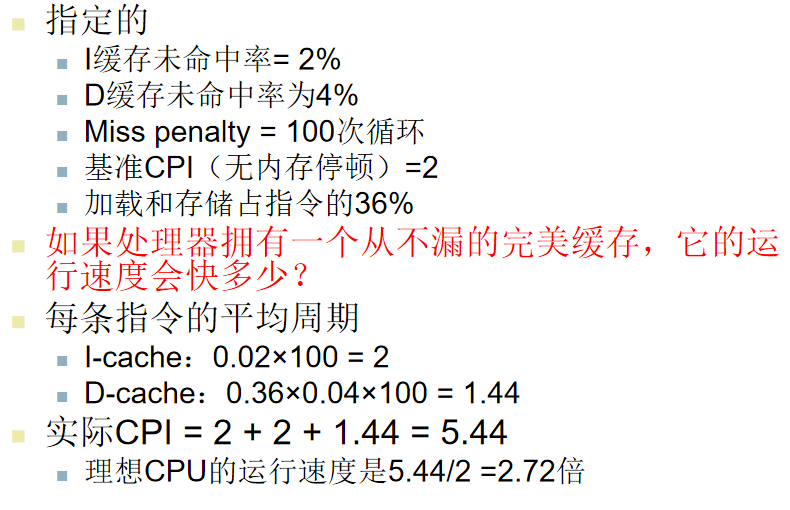 指定的
I缓存未命中率= 2%
D缓存未命中率为4%
Miss penalty = 100次循环
基准CPI（无内存停顿）=2
加载和存储占指令的36%
如果处理器拥有一个从不漏的完美缓存，它的运
行速度会快多少？
每条指令的平均周期
I-cache：0.02×100 = 2
D-cache：0.36×0.04×100 = 1.44
实际CPI = 2 + 2 + 1.44 = 5.44
理想CPU的运行速度是5.44/2 =2.72倍